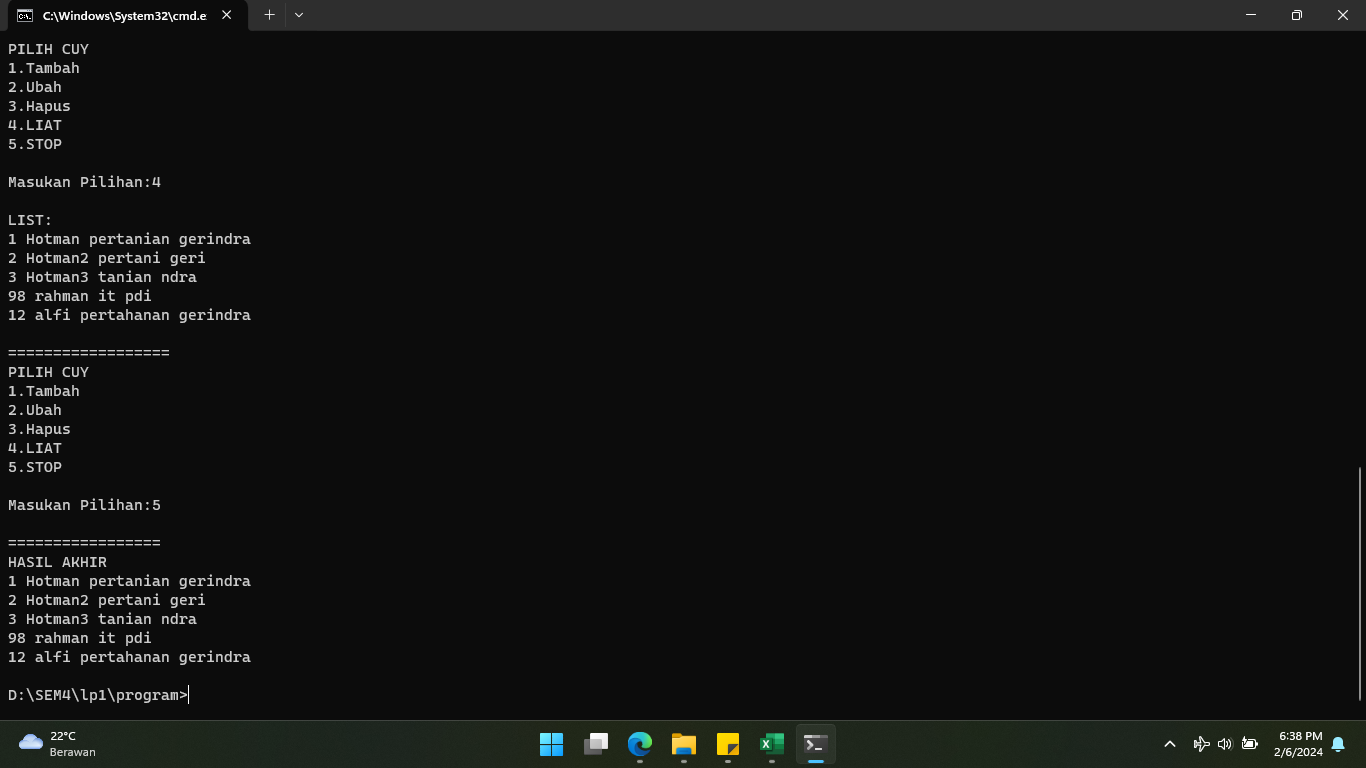 C:\Windows\System32\cmd.e
PILIH CUY
1.Tambah
2.Ubah
3.Hapus
4.LIAT
5.STOP
Masukan Pilihan:4
LIST:
1 Hotman pertanian gerindra
2 Hotman2 pertani geri
3 Hotman3 tanian ndra
98 rahman it pdi
12 alfi pertahanan gerindra
==================
PILIH CUY
1.Tambah
2.Ubah
3.Hapus
4.LIAT
5.STOP
Masukan Pilihan:5
=================
HASIL AKHIR
1 Hotman pertanian gerindra
2 Hotman2 pertani geri
3 Hotman3 tanian ndra
98 rahman it pdi
12 alfi pertahanan gerindra
D:\SEM4\lp1\program>
22°C
Berawan
6:38 PM
2/6/2024